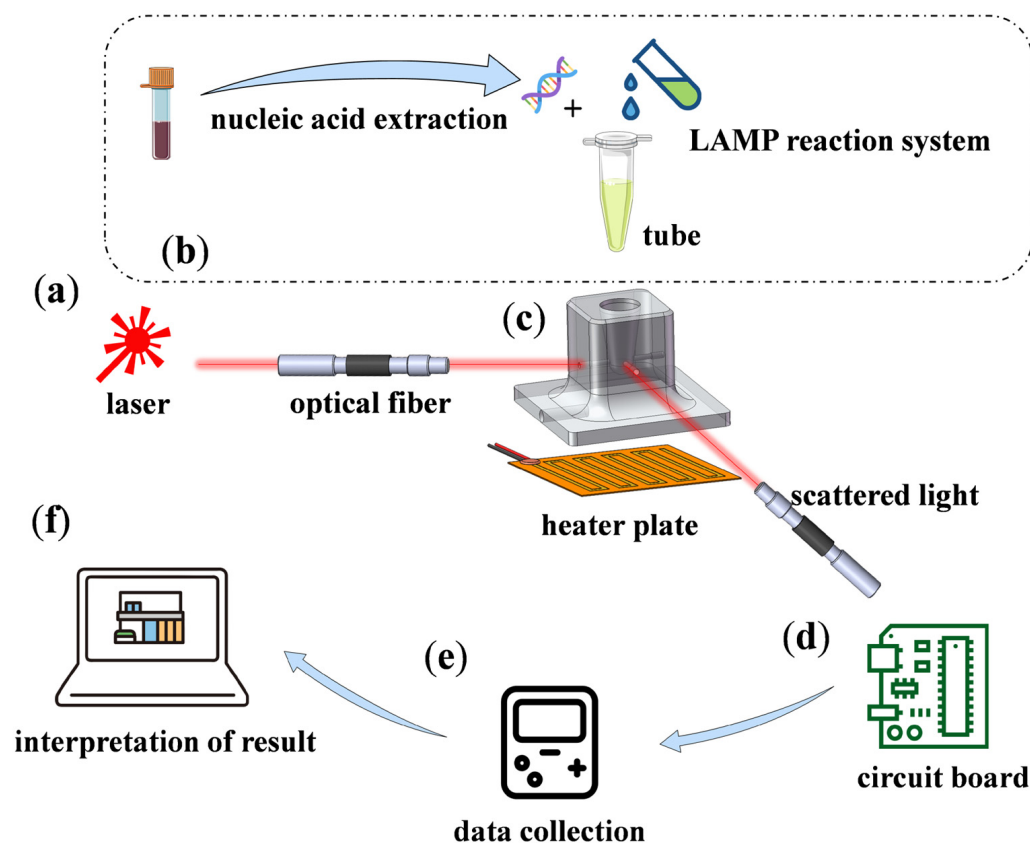 nucleic acid extraction
+
LAMP reaction system
tube
(b)
(a)
laser
optical fiber
(c)
heater plate
scattered light
(d)
circuit board
(e)
data collection
(f)
interpretation of result